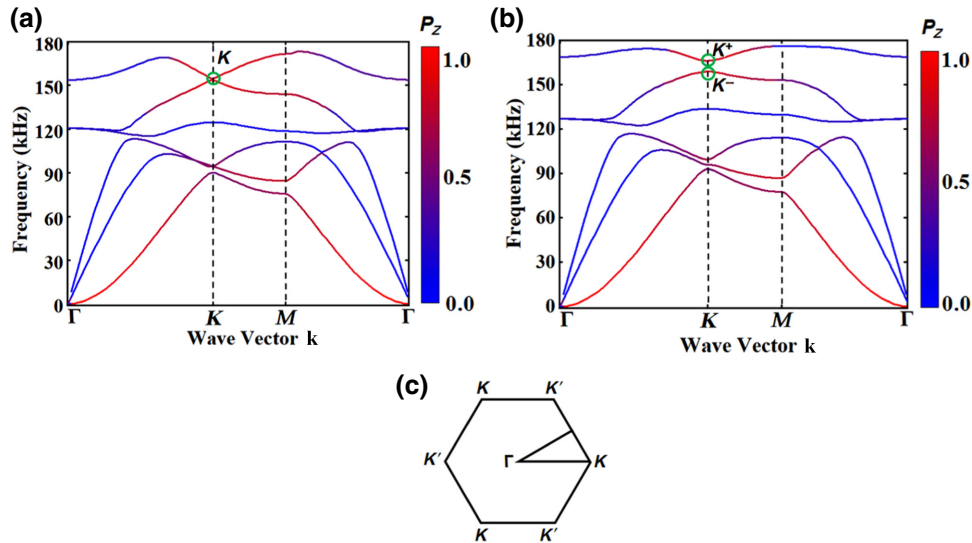 (a)
P_Z
180
150
120
90
60
30
0
Frequency (kHz)
K
1.0
0.5
0.0
Γ
K
M
Γ
Wave Vector k
(b)
P_Z
180
150
120
90
60
30
0
Frequency (kHz)
K⁺
K⁻
1.0
0.5
0.0
Γ
K
M
Γ
Wave Vector k
(c)
K
K′
K′
Γ
K
K
K′